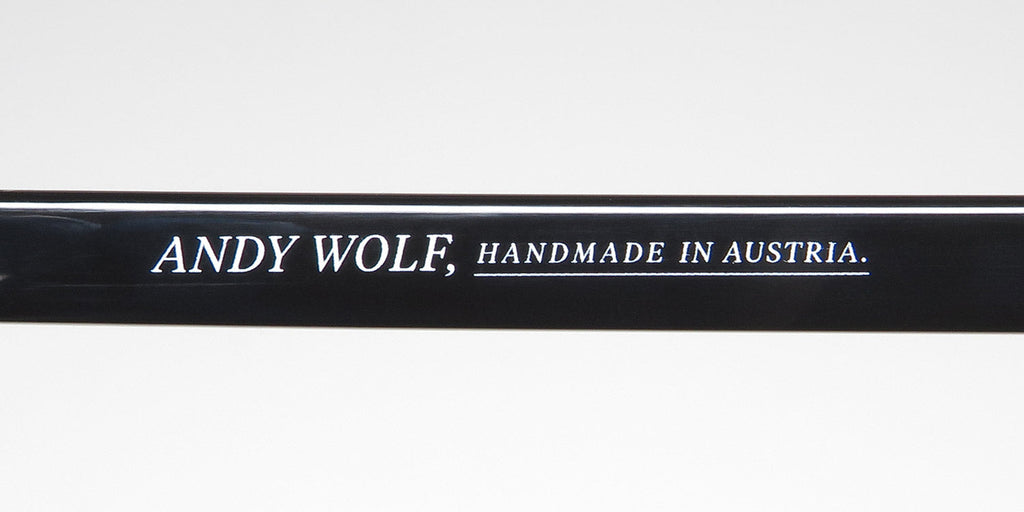 ANDY WOLF, HANDMADE IN AUSTRIA.